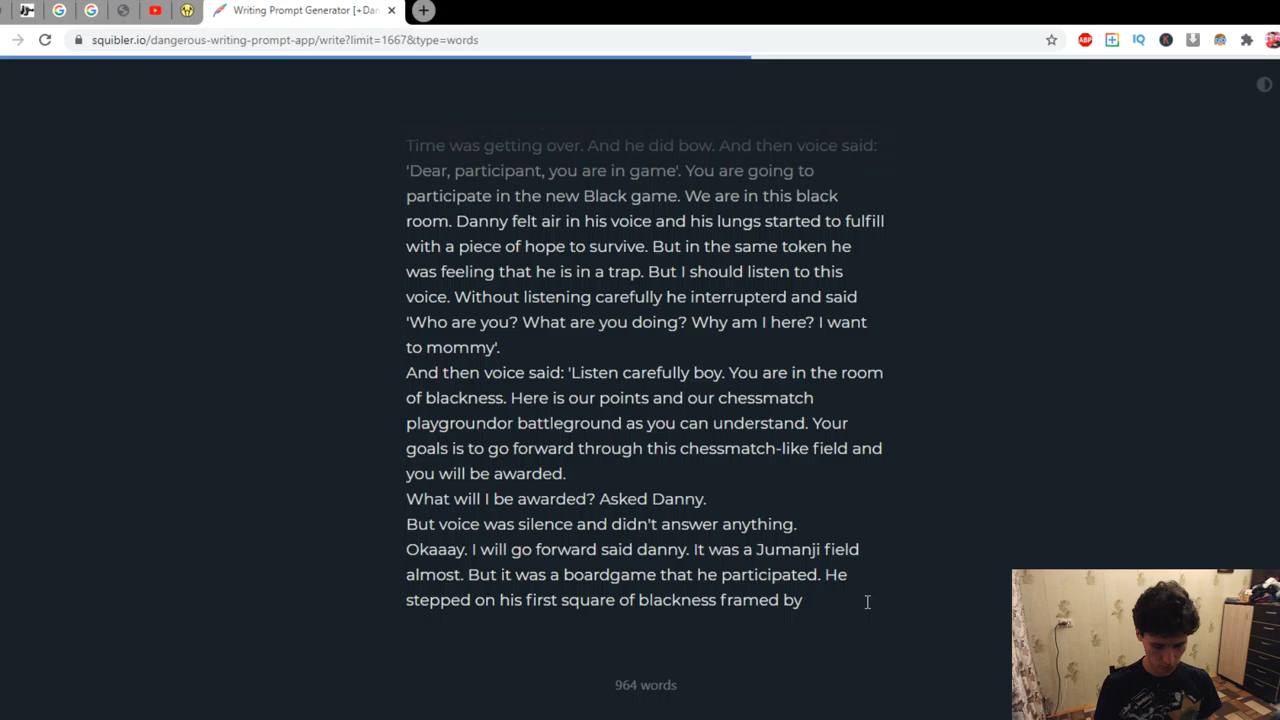 Writing Prompt Generator [+Dan
squibler.io/dangerous-writing-prompt-app/write?limit=1667&type=words
ABP
IQ
K
Time was getting over. And he did bow. And then voice said:
'Dear, participant, you are in game'. You are going to
participate in the new Black game. We are in this black
room. Danny felt air in his voice and his lungs started to fulfill
with a piece of hope to survive. But in the same token he
was feeling that he is in a trap. But I should listen to this
voice. Without listening carefully he interrupterd and said
'Who are you? What are you doing? Why am I here? I want
to mommy'.
And then voice said: 'Listen carefully boy. You are in the room
of blackness. Here is our points and our chessmatch
playgroundor battleground as you can understand. Your
goals is to go forward through this chessmatch-like field and
you will be awarded.
What will I be awarded? Asked Danny.
But voice was silence and didn't answer anything.
Okaaay. I will go forward said danny. It was a Jumanji field
almost. But it was a boardgame that he participated. He
stepped on his first square of blackness framed by
964 words